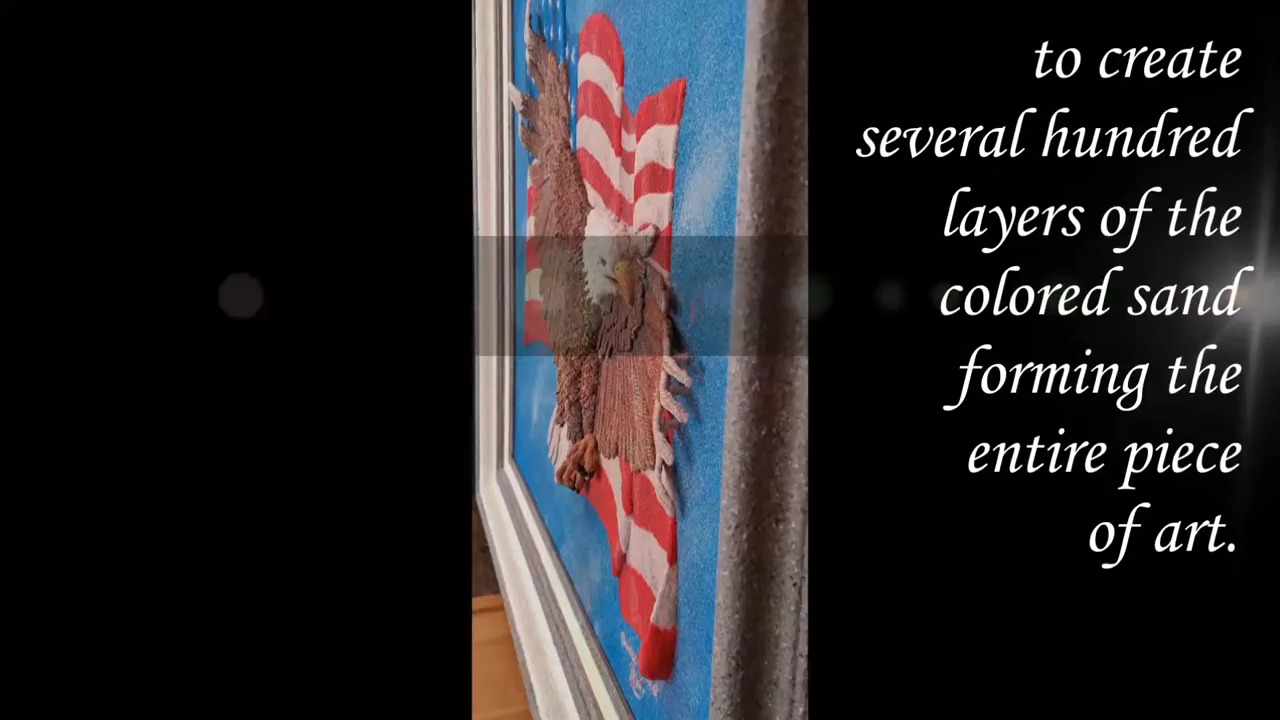 to create
several hundred
layers of the
colored sand
forming the
entire piece
of art.